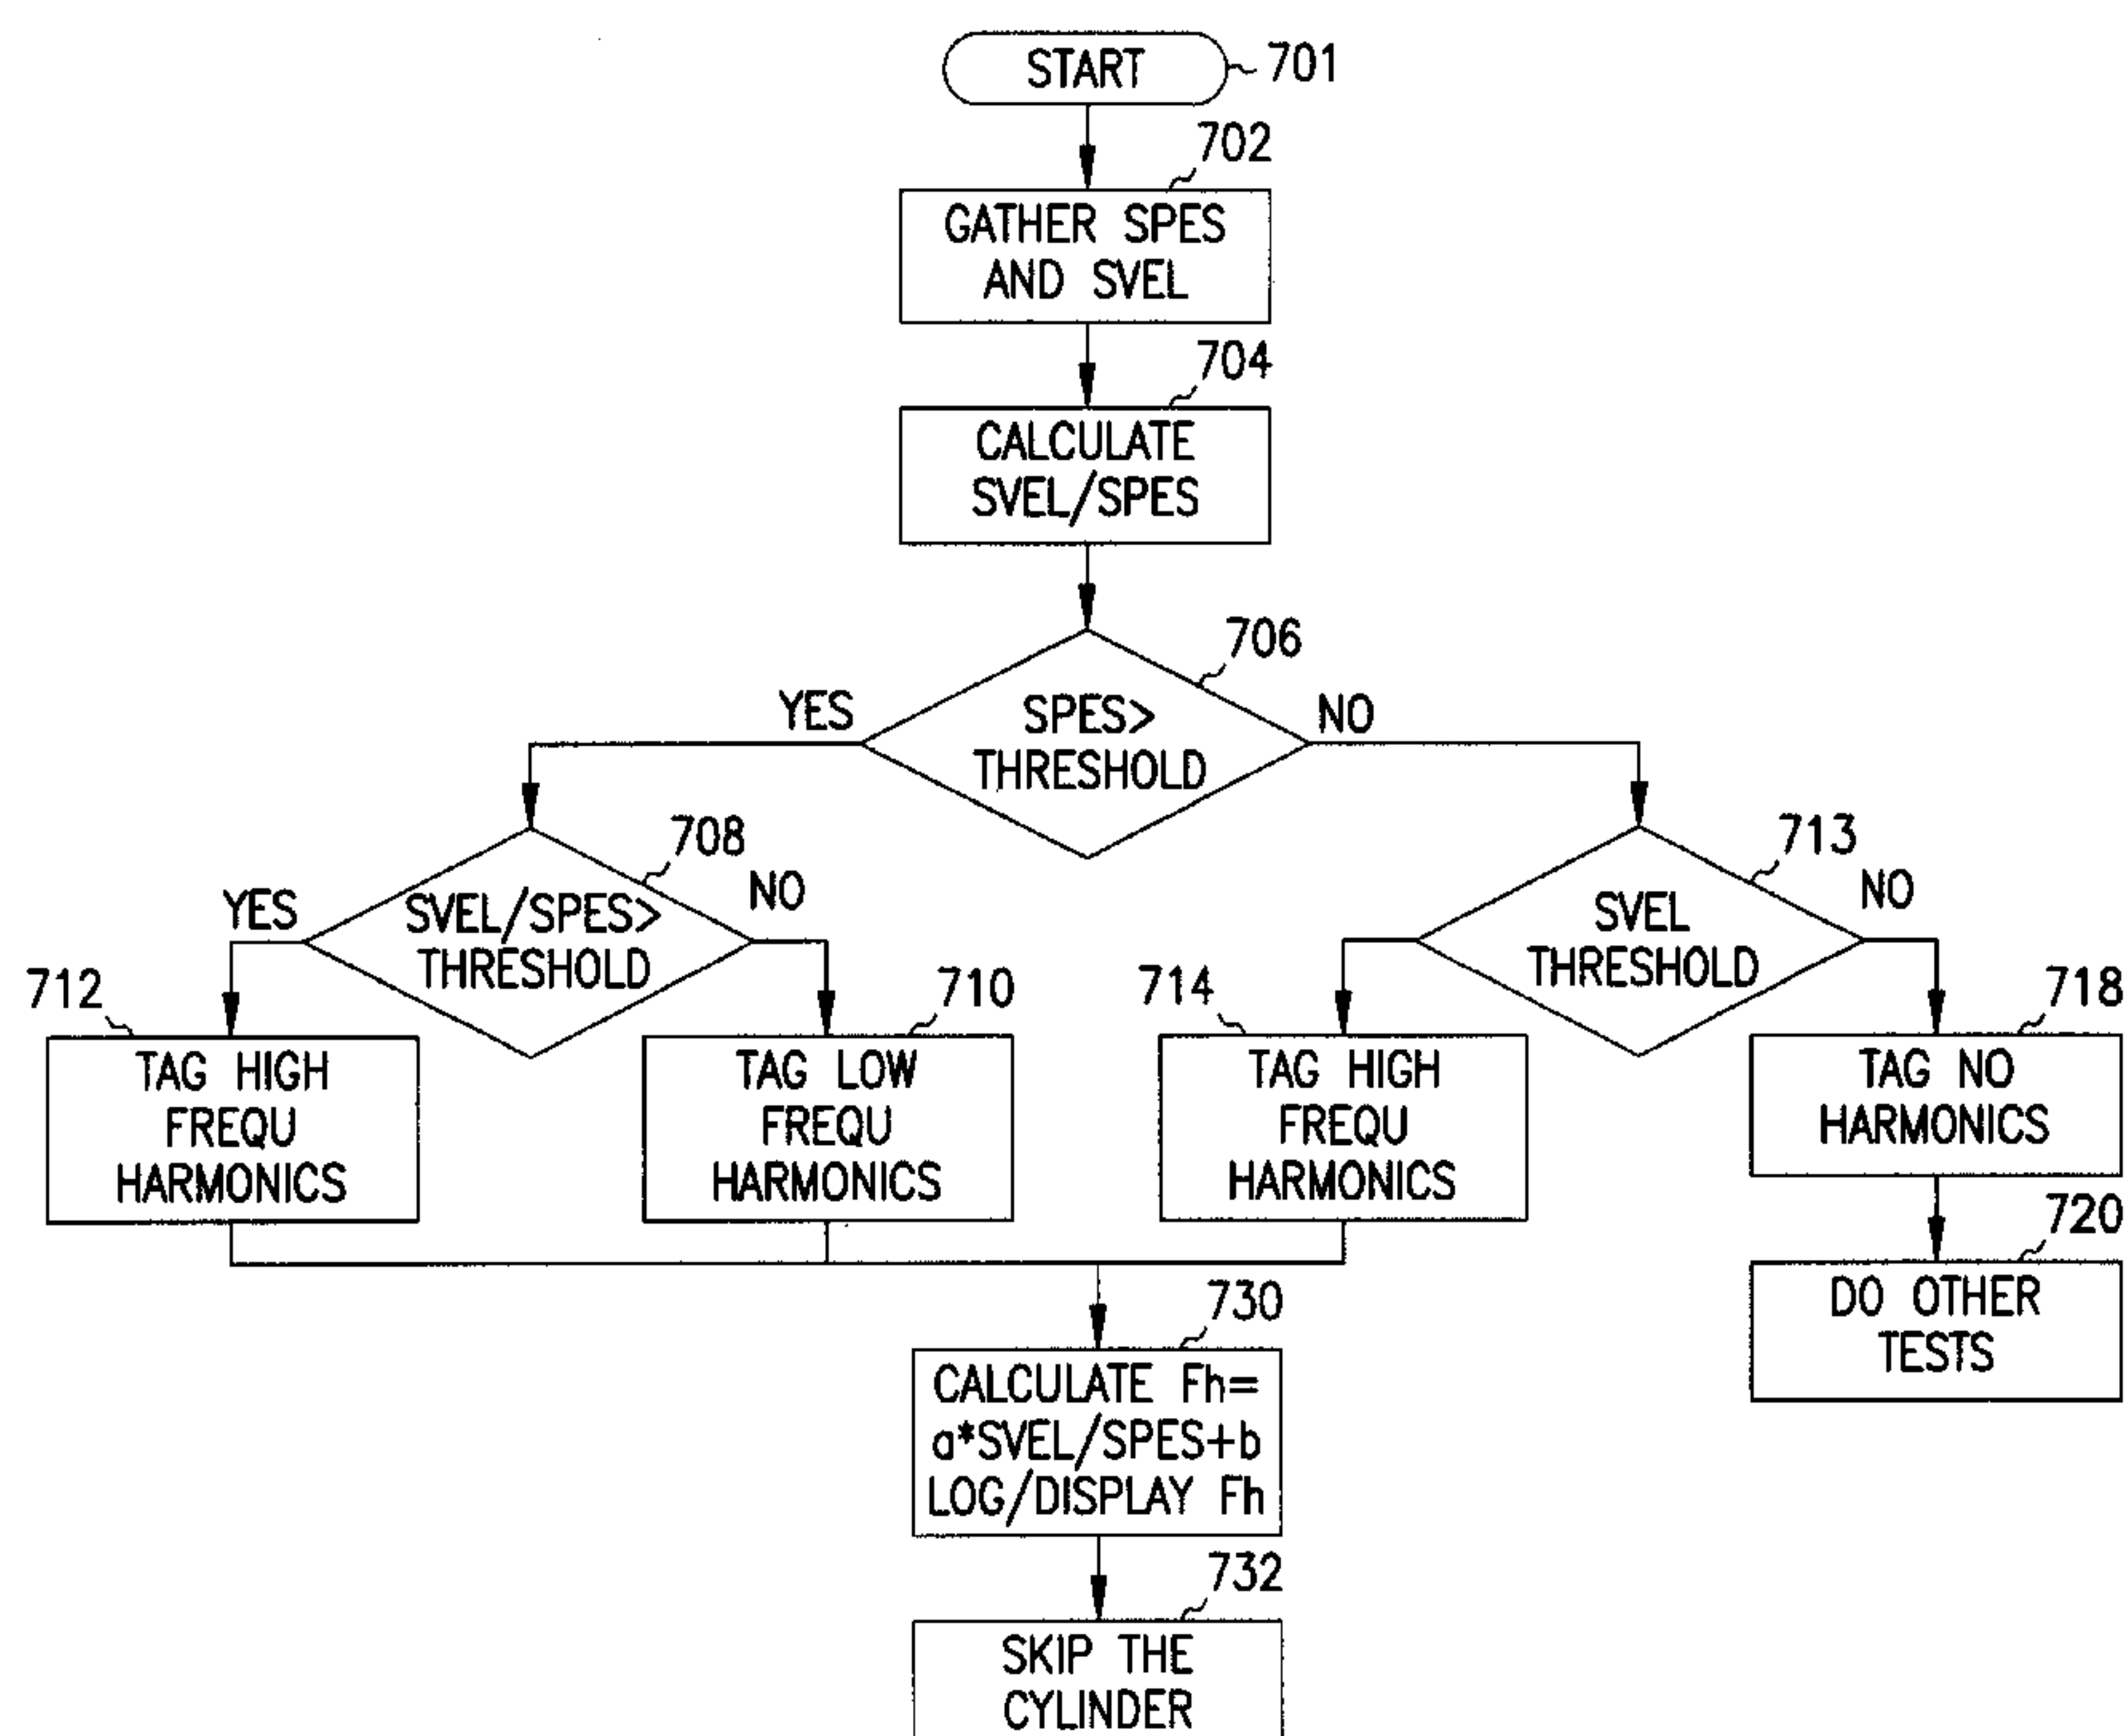 START
701
702
GATHER SPES
AND SVEL
704
CALCULATE
SVEL/SPES
706
YES
SPES>
THRESHOLD
NO
708
YES
SVEL/SPES>
THRESHOLD
NO
713
SVEL
THRESHOLD
NO
712
TAG HIGH
FREQU
HARMONICS
710
TAG LOW
FREQU
HARMONICS
714
TAG HIGH
FREQU
HARMONICS
718
TAG NO
HARMONICS
720
DO OTHER
TESTS
730
CALCULATE Fh=
a*SVEL/SPES+b
LOG/DISPLAY Fh
732
SKIP THE
CYLINDER